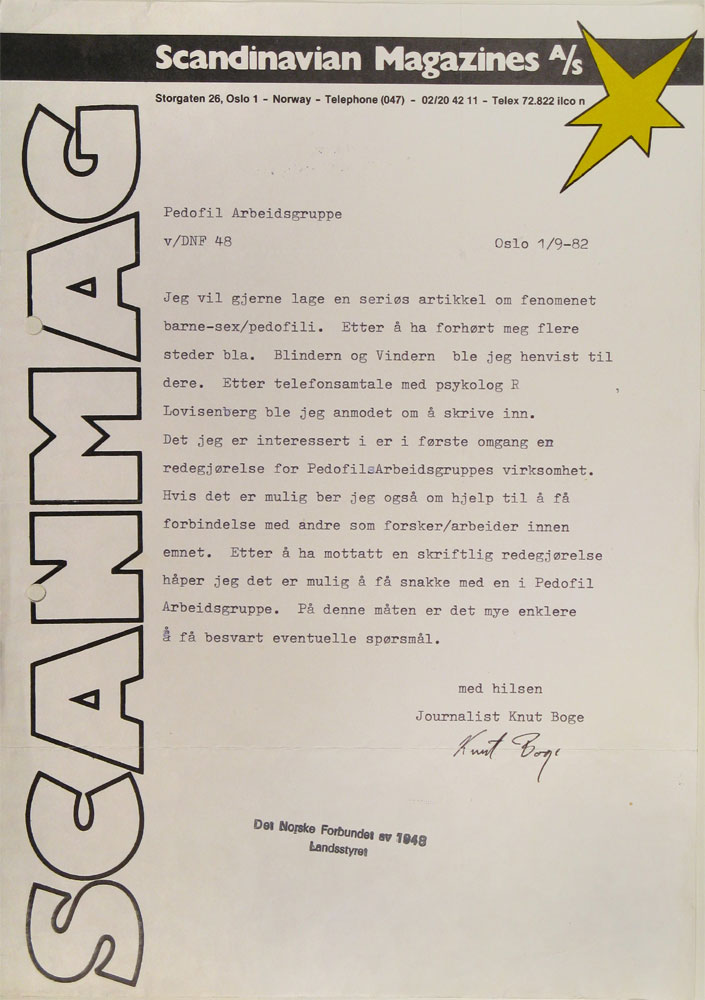 Scandinavian Magazines A/S
Storgaten 26, Oslo 1 - Norway - Telephone (047) - 02/20 42 11 - Telex 72.822 ilco n
SCANMAG
Pedofil Arbeidsgruppe
v/DNF 48 Oslo 1/9-82
Jeg vil gjerne lage en seriøs artikkel om fenomenet
barne-sex/pedofili. Etter å ha forhørt meg flere
steder bla. Blindern og Vindern ble jeg henvist til
dere. Etter telefonsamtale med psykolog R ,
Lovisenberg ble jeg anmodet om å skrive inn.
Det jeg er interessert i er i første omgang en
redegjørelse for PedofilsArbeidsgruppes virksomhet.
Hvis det er mulig ber jeg også om hjelp til å få
forbindelse med andre som forsker/arbeider innen
emnet. Etter å ha mottatt en skriftlig redegjørelse
håper jeg det er mulig å få snakke med en i Pedofil
Arbeidsgruppe. På denne måten er det mye enklere
å få besvart eventuelle spørsmål.
med hilsen
Journalist Knut Boge
Knut Boge
Det Norske Forbundet av 1948
Landsstyret